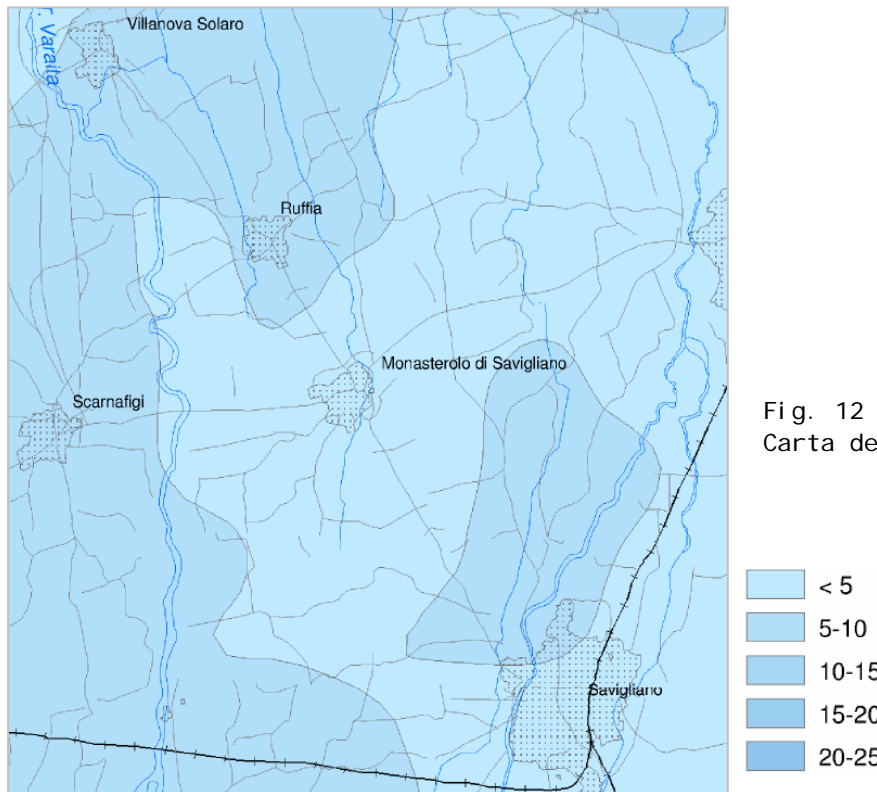 Villanova Solaro
T. Varaita
Ruffia
Monasterolo di Savigliano
Scarnafigi
Savigliano
Fig. 12
Carta de
< 5
5-10
10-15
15-20
20-25